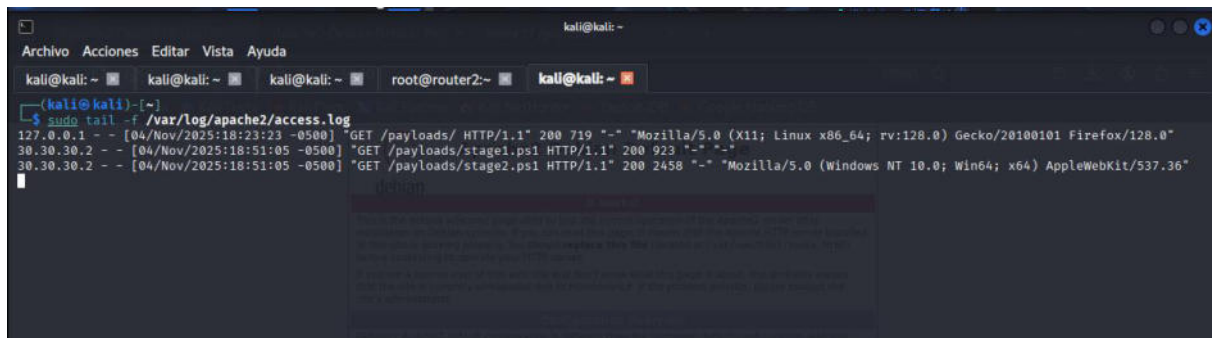 kali@kali: ~
Archivo Acciones Editar Vista Ayuda
kali@kali: ~ kali@kali: ~ kali@kali: ~ root@router2:~ kali@kali: ~
(kali㉿kali)-[~]
$ sudo tail -f /var/log/apache2/access.log
127.0.0.1 - - [04/Nov/2025:18:23:23 -0500] "GET /payloads/ HTTP/1.1" 200 719 "-" "Mozilla/5.0 (X11; Linux x86_64; rv:128.0) Gecko/20100101 Firefox/128.0"
30.30.30.2 - - [04/Nov/2025:18:51:05 -0500] "GET /payloads/stage1.ps1 HTTP/1.1" 200 923 "-" "-"
30.30.30.2 - - [04/Nov/2025:18:51:05 -0500] "GET /payloads/stage2.ps1 HTTP/1.1" 200 2458 "-" "Mozilla/5.0 (Windows NT 10.0; Win64; x64) AppleWebKit/537.36"
debian